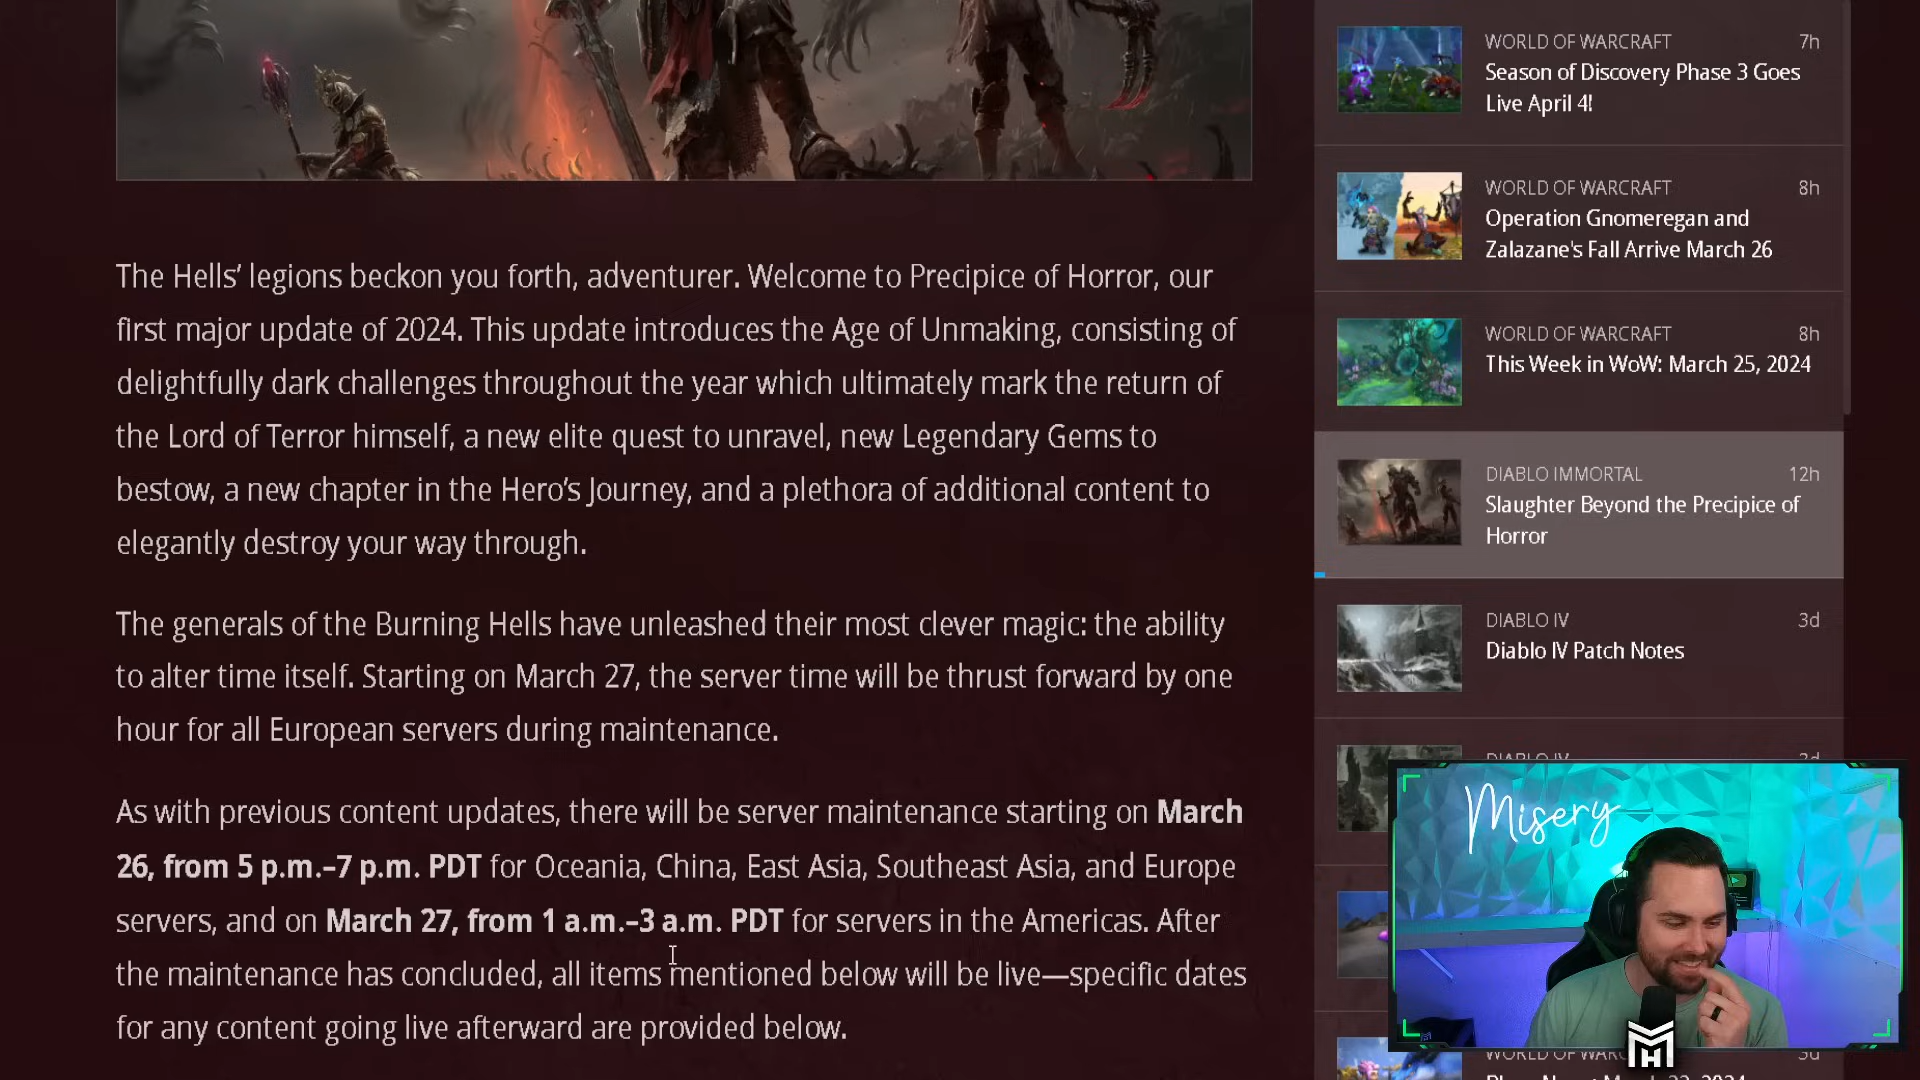 The Hells’ legions beckon you forth, adventurer. Welcome to Precipice of Horror, our
first major update of 2024. This update introduces the Age of Unmaking, consisting of
delightfully dark challenges throughout the year which ultimately mark the return of
the Lord of Terror himself, a new elite quest to unravel, new Legendary Gems to
bestow, a new chapter in the Hero’s Journey, and a plethora of additional content to
elegantly destroy your way through.
The generals of the Burning Hells have unleashed their most clever magic: the ability
to alter time itself. Starting on March 27, the server time will be thrust forward by one
hour for all European servers during maintenance.
As with previous content updates, there will be server maintenance starting on March
26, from 5 p.m.–7 p.m. PDT for Oceania, China, East Asia, Southeast Asia, and Europe
servers, and on March 27, from 1 a.m.–3 a.m. PDT for servers in the Americas. After
the maintenance has concluded, all items mentioned below will be live—specific dates
for any content going live afterward are provided below.
WORLD OF WARCRAFT 7h
Season of Discovery Phase 3 Goes
Live April 4!
WORLD OF WARCRAFT 8h
Operation Gnomeregan and
Zalazane's Fall Arrive March 26
WORLD OF WARCRAFT 8h
This Week in WoW: March 25, 2024
DIABLO IMMORTAL 12h
Slaughter Beyond the Precipice of
Horror
DIABLO IV 3d
Diablo IV Patch Notes
DIABLO IV 3d
Misery